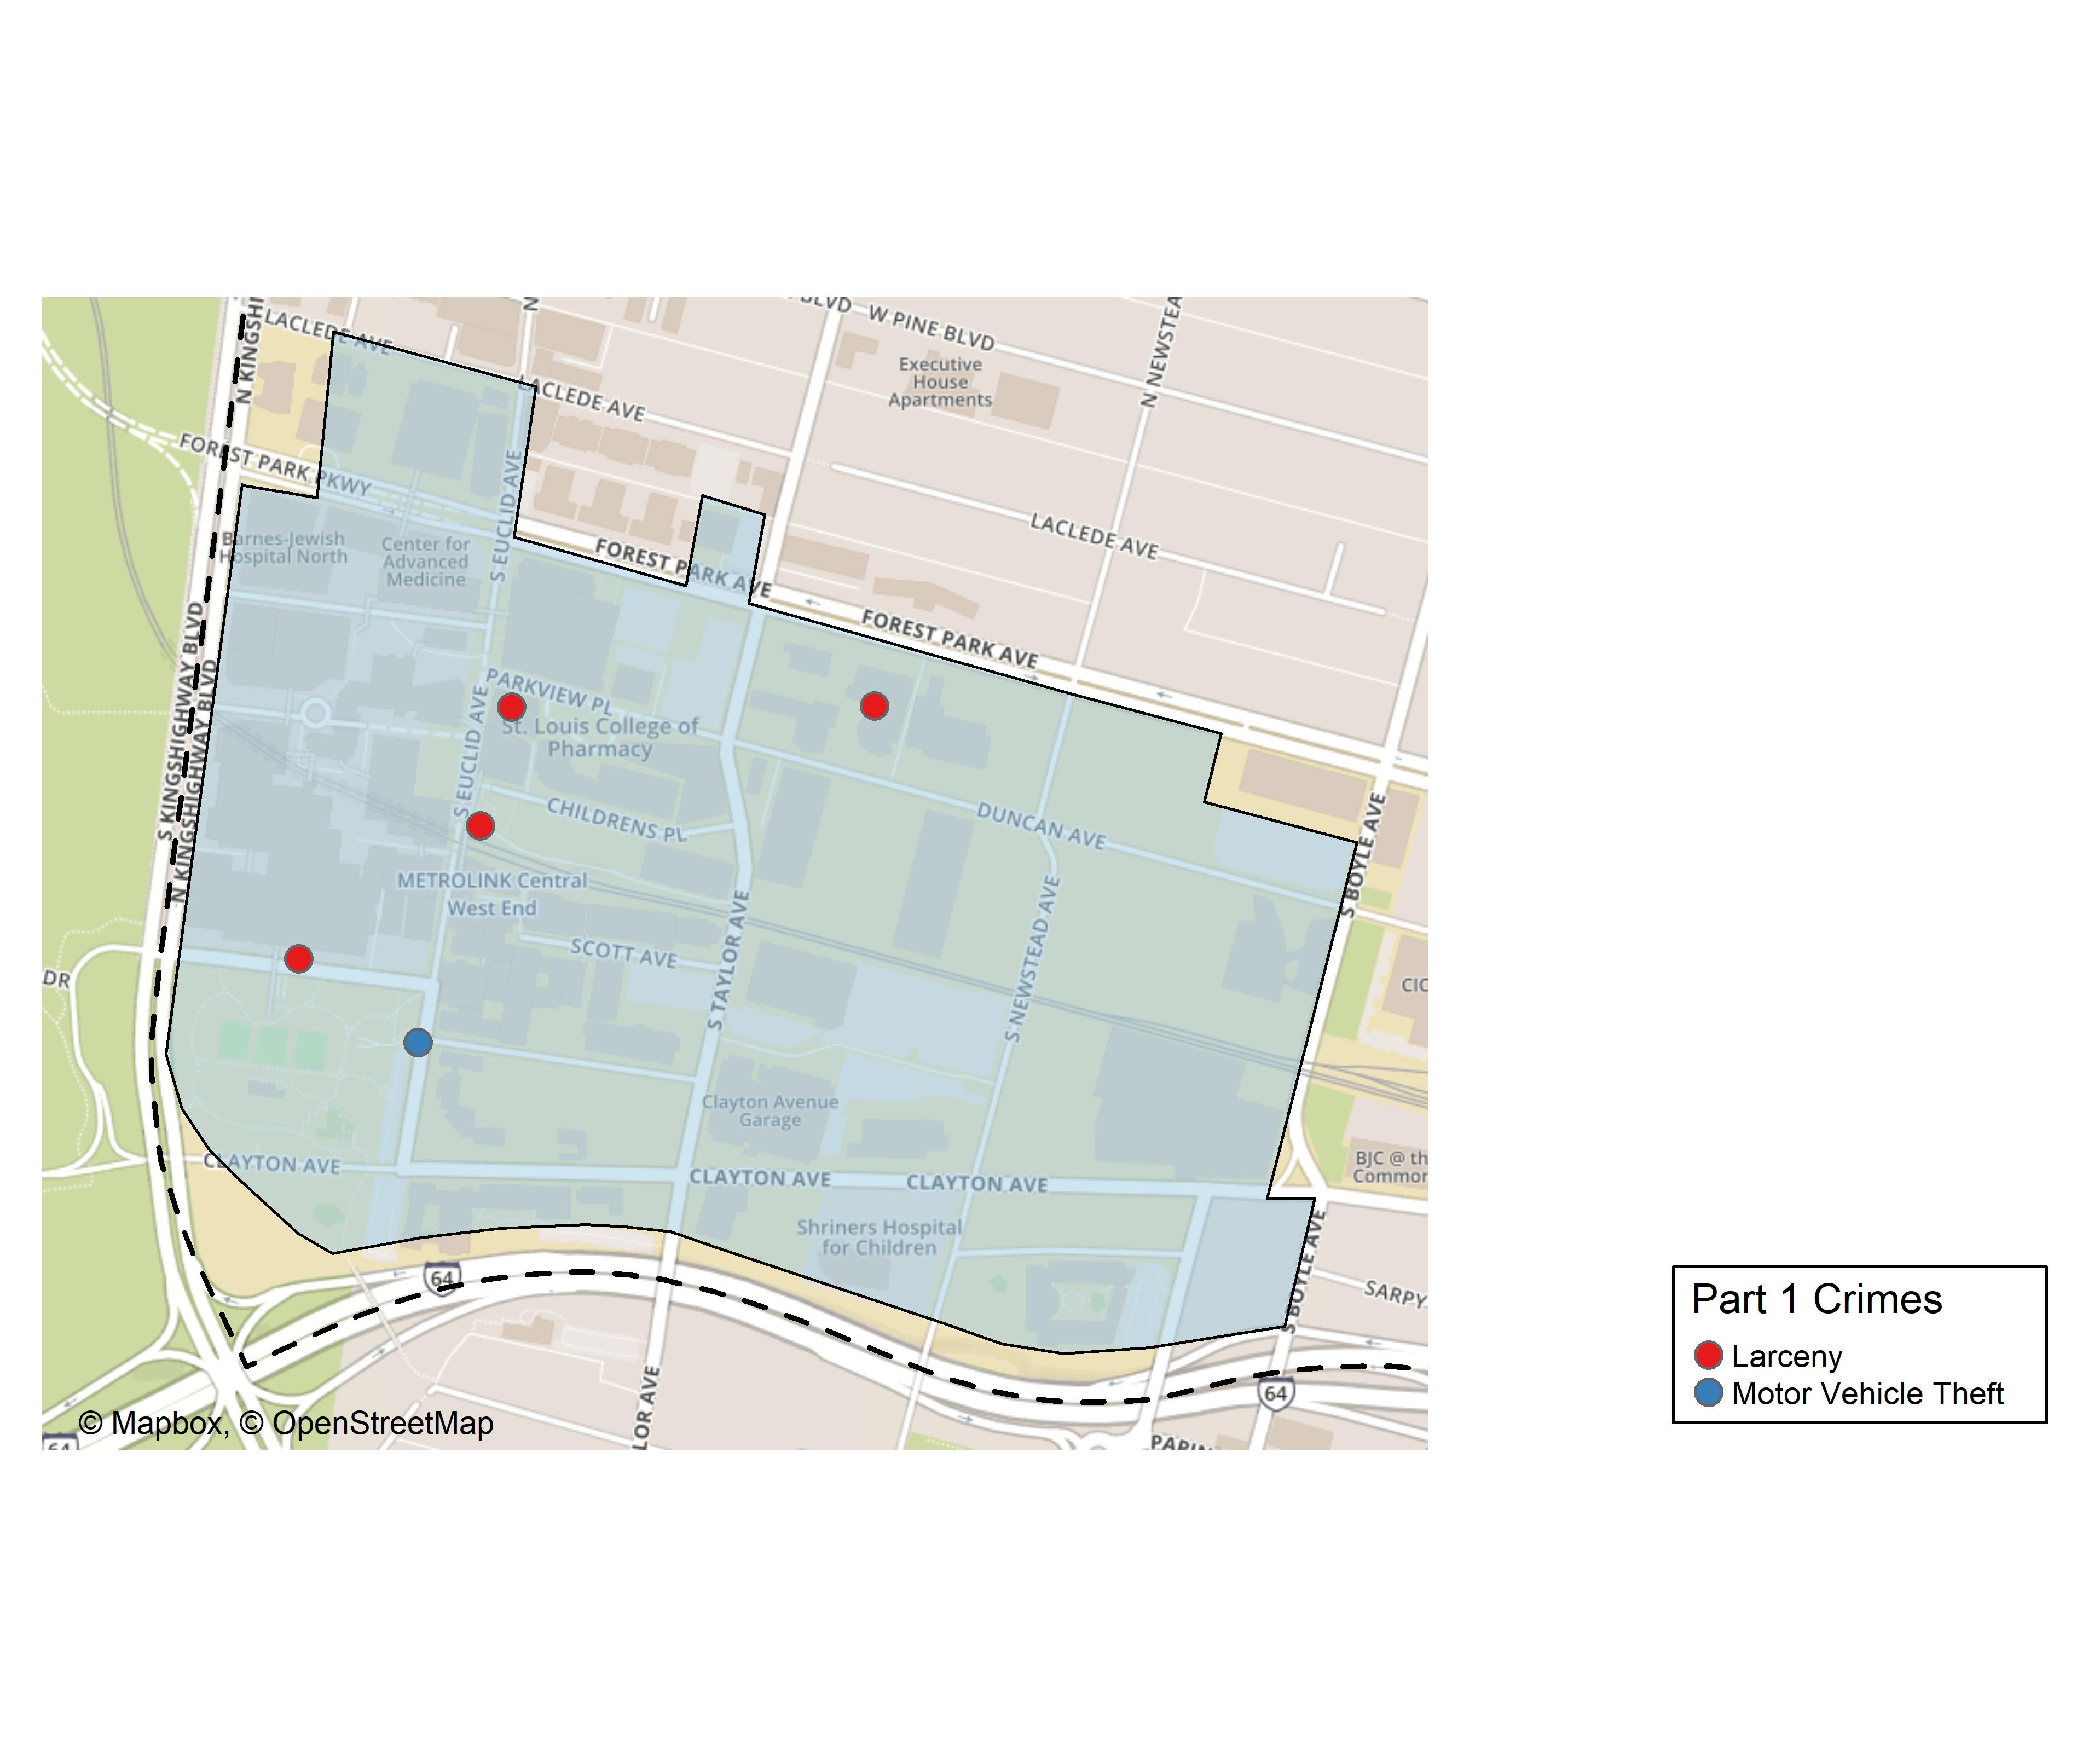 N KINGSHI
LACLEDE AVE
N
BLVD
W PINE BLVD
N NEWSTEA
Executive
House
Apartments
LACLEDE AVE
FOREST PARK PKWY
S EUCLID AVE
LACLEDE AVE
Barnes-Jewish
Hospital North
Center for
Advanced
Medicine
FOREST PARK AVE
FOREST PARK AVE
S KINGSHIGHWAY BLVD
N KINGSHIGHWAY BLVD
S EUCLID AVE
PARKVIEW PL
St. Louis College of
Pharmacy
CHILDRENS PL
DUNCAN AVE
S BOYLE AVE
METROLINK Central
West End
SCOTT AVE
S TAYLOR AVE
S NEWSTEAD AVE
DR
CIC
Clayton Avenue
Garage
CLAYTON AVE
CLAYTON AVE
CLAYTON AVE
BJC @ th
Common
Shriners Hospital
for Children
S BOYLE AVE
SARPY
64
64
LOR AVE
64
© Mapbox, © OpenStreetMap
Part 1 Crimes
Larceny
Motor Vehicle Theft